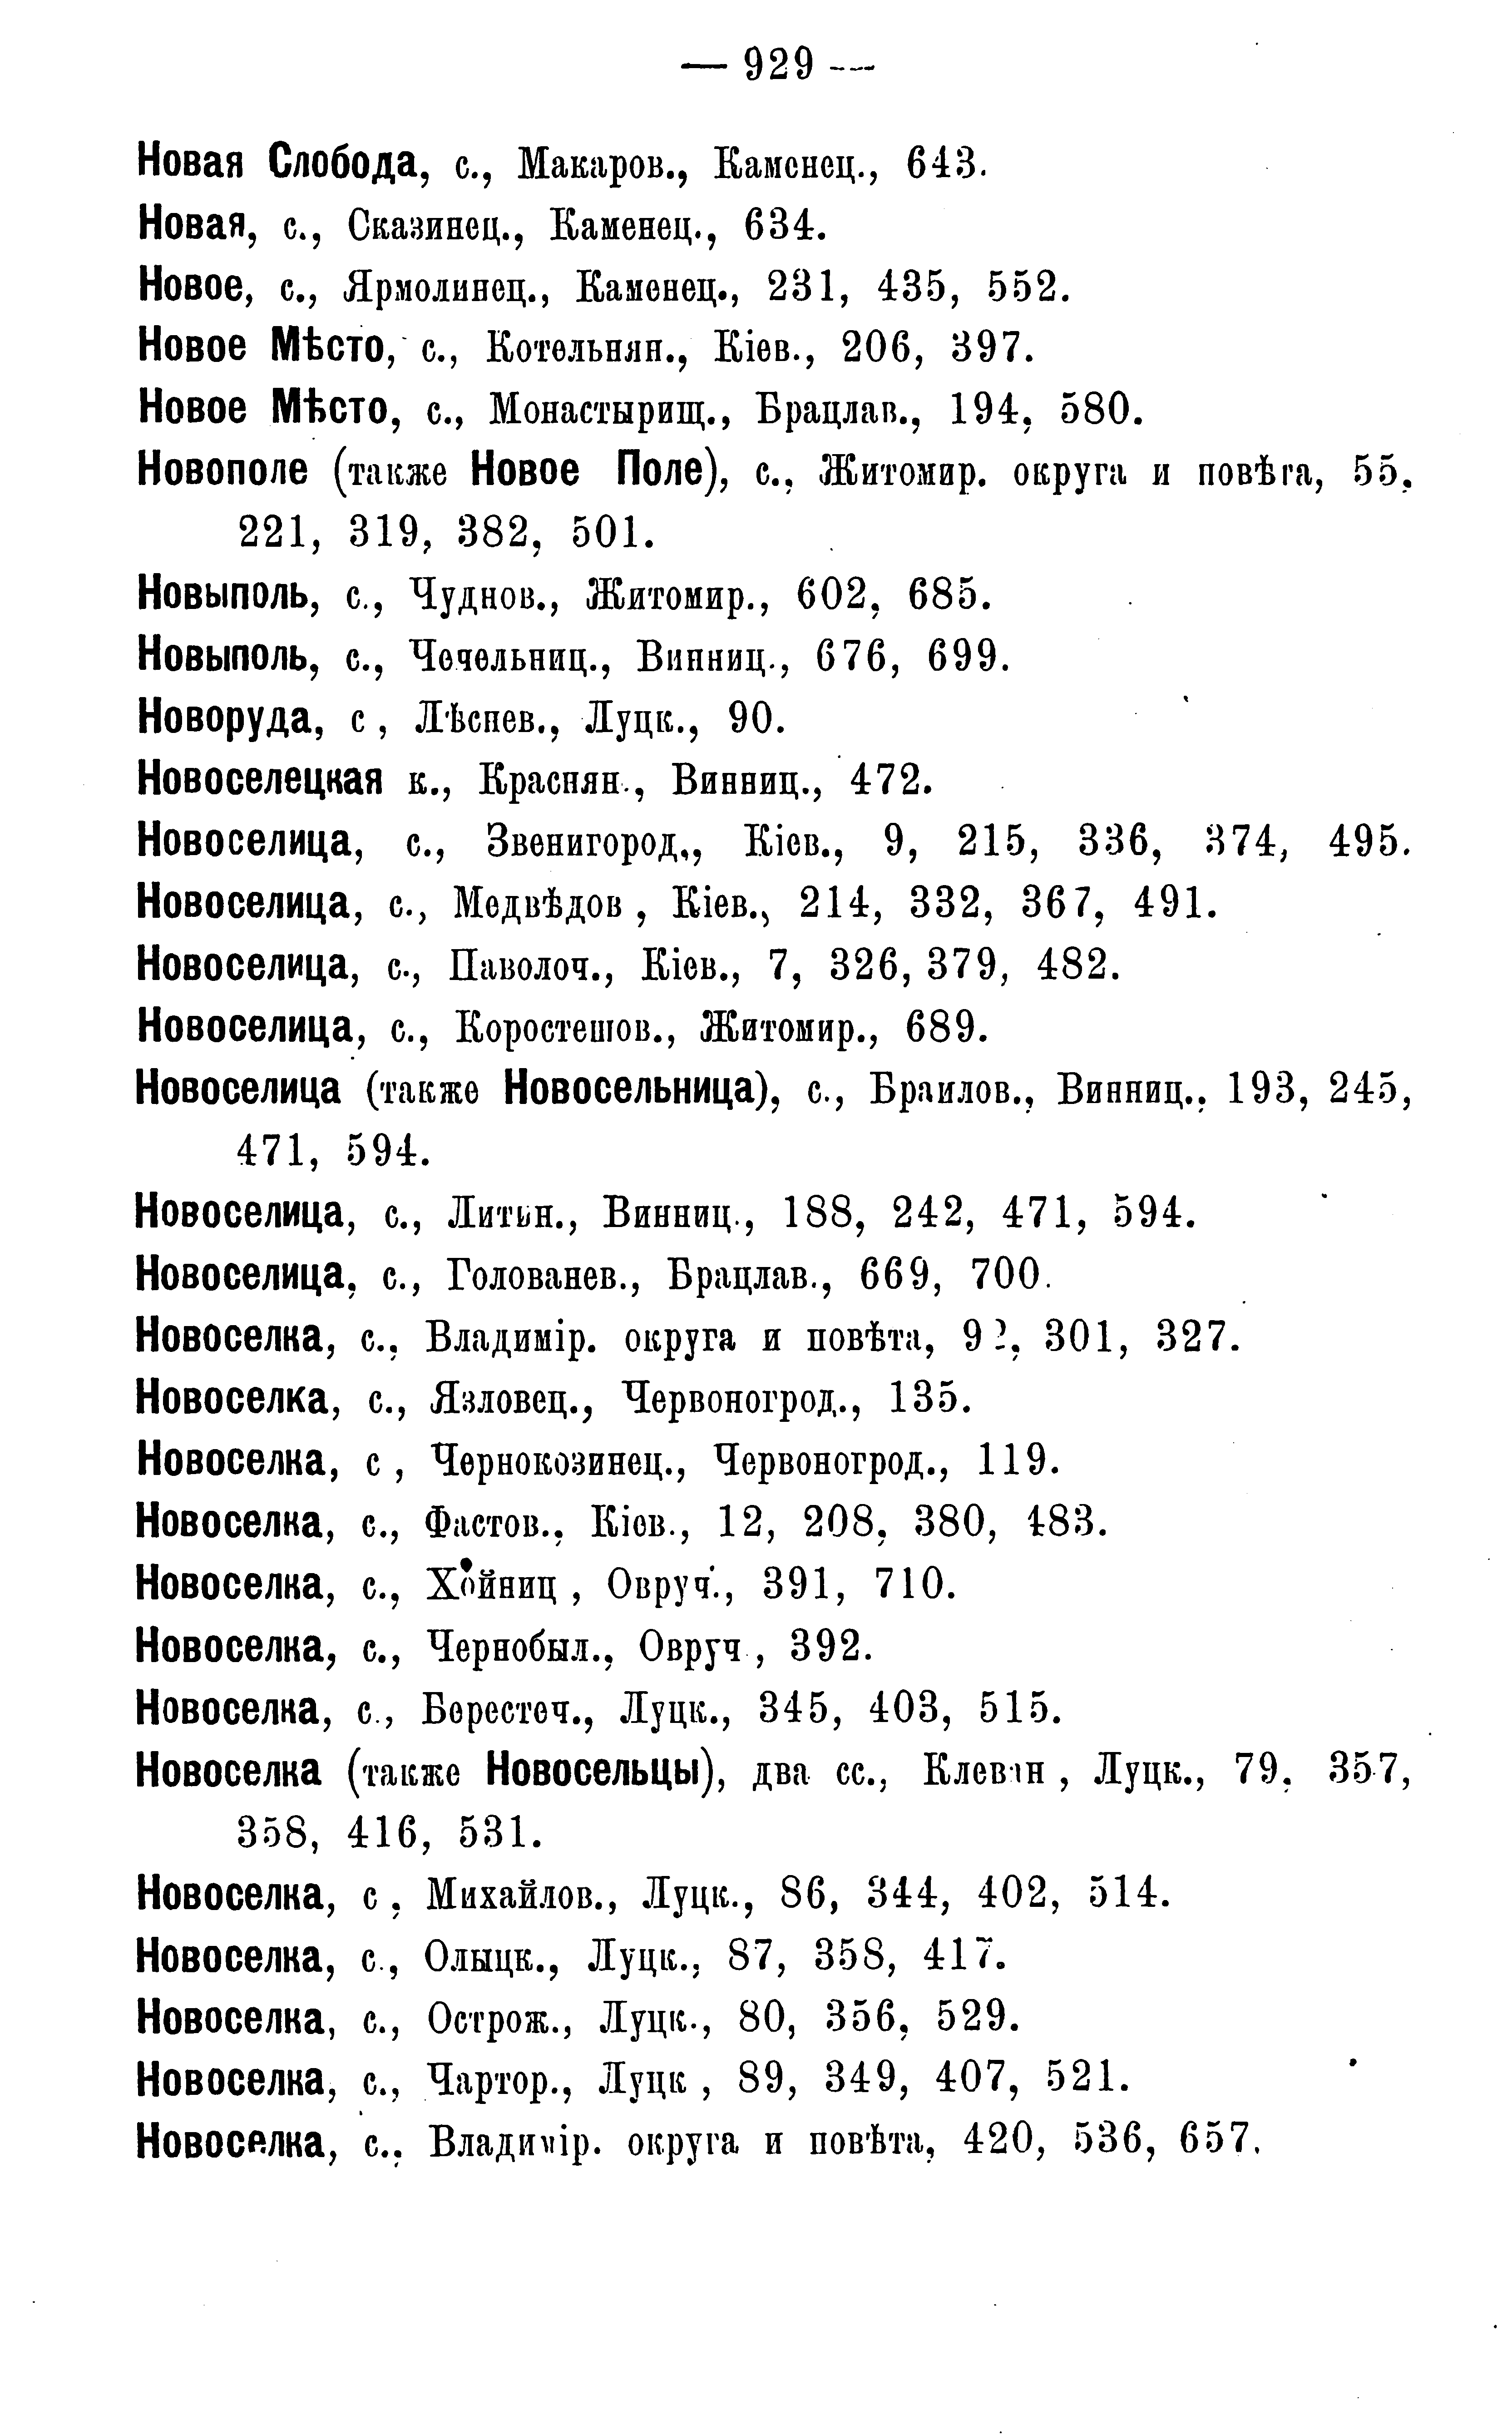 — 929 —
Новая Слобода, с., Макаров., Каменец., 643.
Новая, с., Сказинец., Каменец., 634.
Новое, с., Ярмолинец., Каменец., 231, 435, 552.
Новое Мѣсто, с., Котельнян., Кіев., 206, 397.
Новое Мѣсто, с., Монастырищ., Брацлав., 194, 580.
Новополе (также Новое Поле), с., Житомир. округа и повѣга, 55,
221, 319, 382, 501.
Новыполь, с., Чуднов., Житомир., 602, 685.
Новыполь, с., Чечельниц., Винниц., 676, 699.
Новоруда, с , Лѣснев., Луцк., 90.
Новоселецкая к., Краснян., Винниц., 472.
Новоселица, с., Звенигород,, Кіев., 9, 215, 336, 374, 495.
Новоселица, с., Медвѣдов , Кіев., 214, 332, 367, 491.
Новоселица, с., Паволоч., Кіев., 7, 326, 379, 482.
Новоселица, с., Коростешов., Житомир., 689.
Новоселица (также Новосельница), с., Браилов., Винниц., 193, 245,
471, 594.
Новоселица, с., Литын., Винниц., 188, 242, 471, 594.
Новоселица, с., Голованев., Брацлав., 669, 700.
Новоселка, с., Владимір. округа и повѣта, 92, 301, 327.
Новоселка, с., Язловец., Червоногрод., 135.
Новоселка, с , Чернокозинец., Червоногрод., 119.
Новоселка, с., Фастов., Кіев., 12, 208, 380, 483.
Новоселка, с., Хойниц , Овруч., 391, 710.
Новоселка, с., Чернобыл., Овруч , 392.
Новоселка, с., Берестеч., Луцк., 345, 403, 515.
Новоселка (также Новосельцы), два сс., Клеван , Луцк., 79, 357,
358, 416, 531.
Новоселка, с , Михайлов., Луцк., 86, 344, 402, 514.
Новоселка, с., Олыцк., Луцк., 87, 358, 417.
Новоселка, с., Острож., Луцк., 80, 356, 529.
Новоселка, с., Чартор., Луцк , 89, 349, 407, 521.
Новоселка, с., Владимір. округа и повѣта, 420, 536, 657.